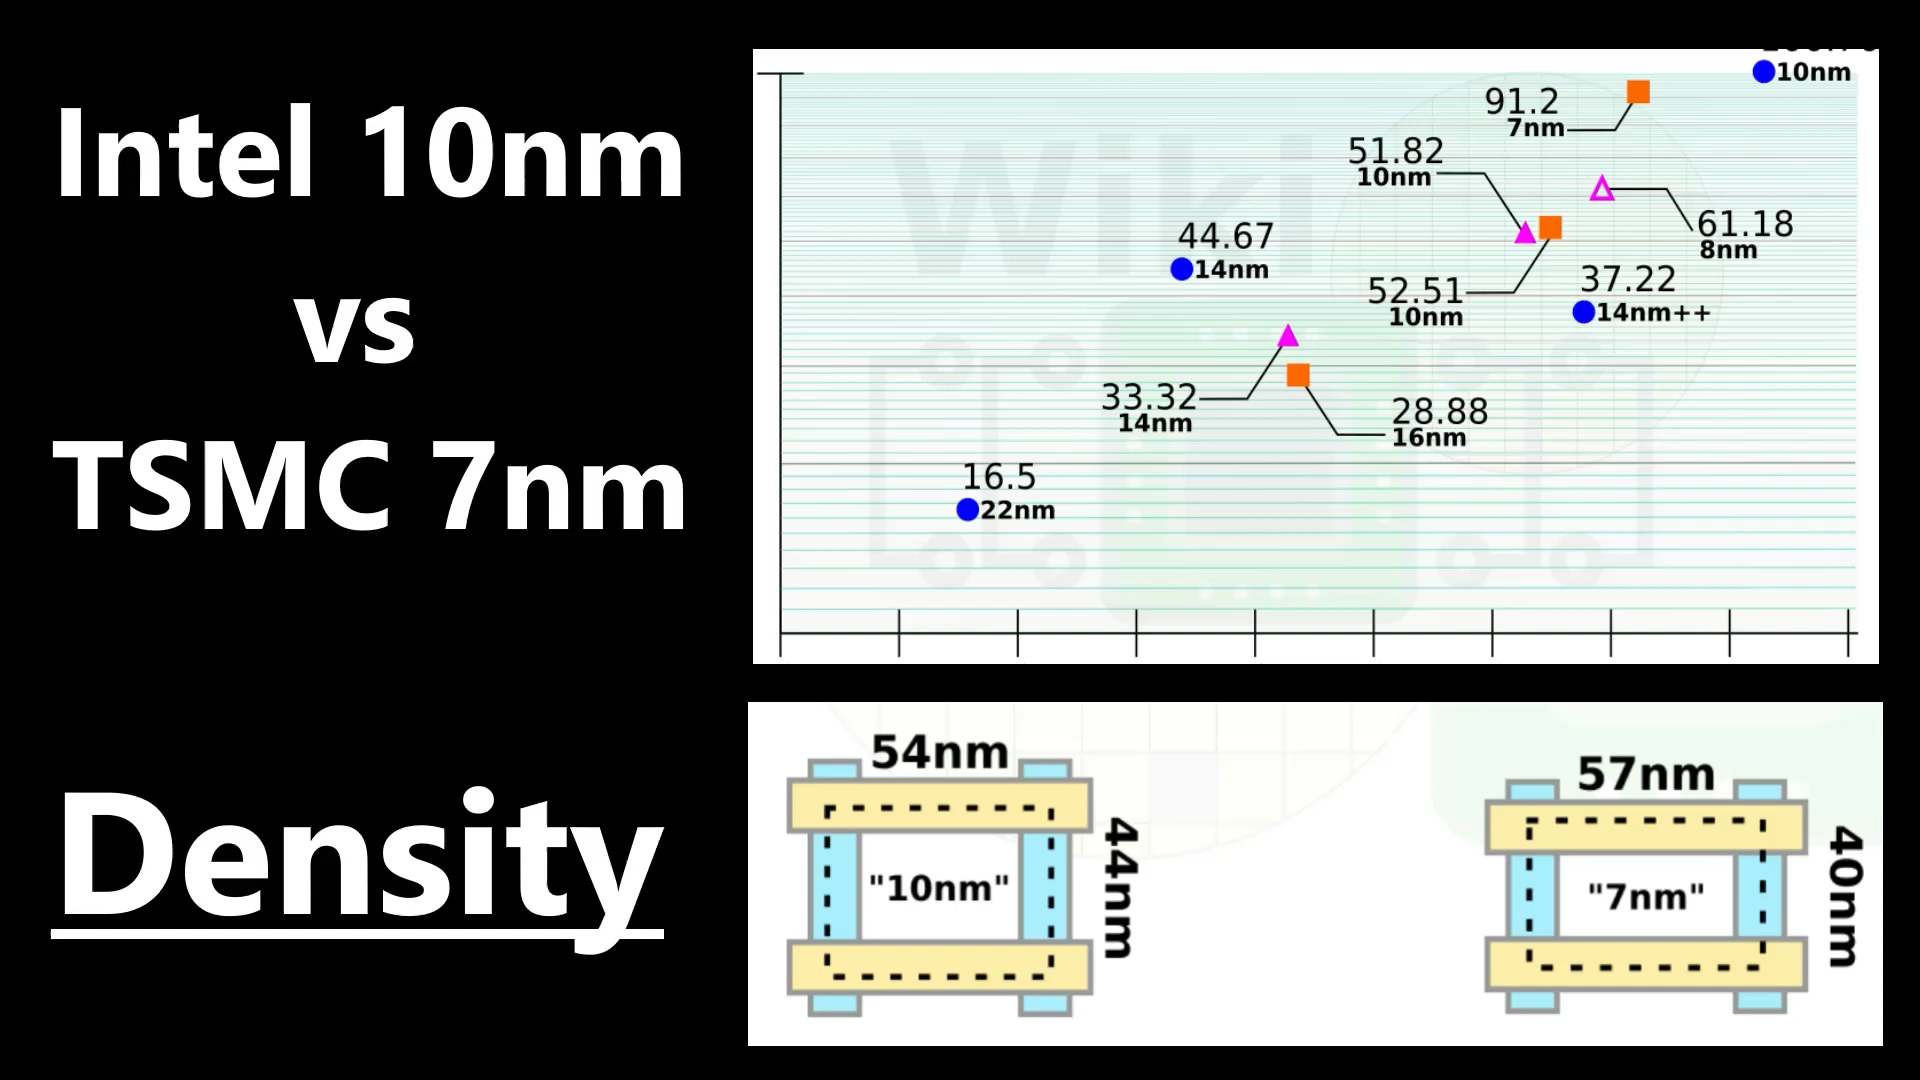 Intel 10nm
vs
TSMC 7nm
Density
Wiki
10nm
91.2
7nm
51.82
10nm
61.18
8nm
44.67
14nm
52.51
10nm
37.22
14nm++
33.32
14nm
28.88
16nm
16.5
22nm
54nm
44nm
"10nm"
57nm
40nm
"7nm"